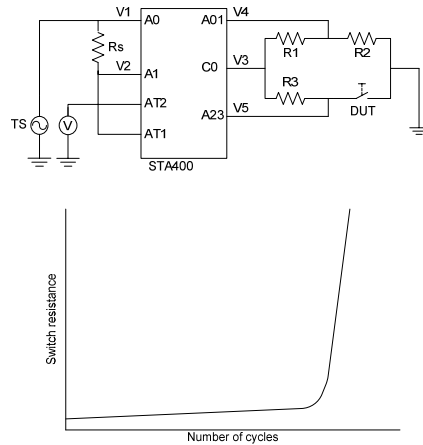 V1
A0
A01
V4
Rs
R1
R2
V2
A1
C0
V3
AT2
R3
TS
V
AT1
A23
V5
DUT
STA400
Switch resistance
Number of cycles